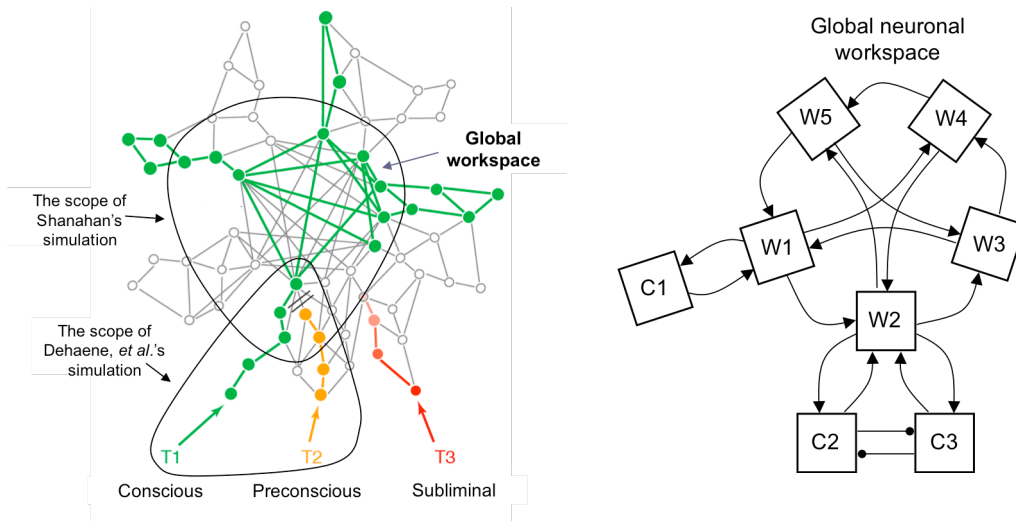 Global
workspace
The scope of
Shanahan's
simulation
The scope of
Dehaene, et al.'s
simulation
T1
T2
T3
Conscious
Preconscious
Subliminal
Global neuronal
workspace
W5
W4
W1
W3
C1
W2
C2
C3